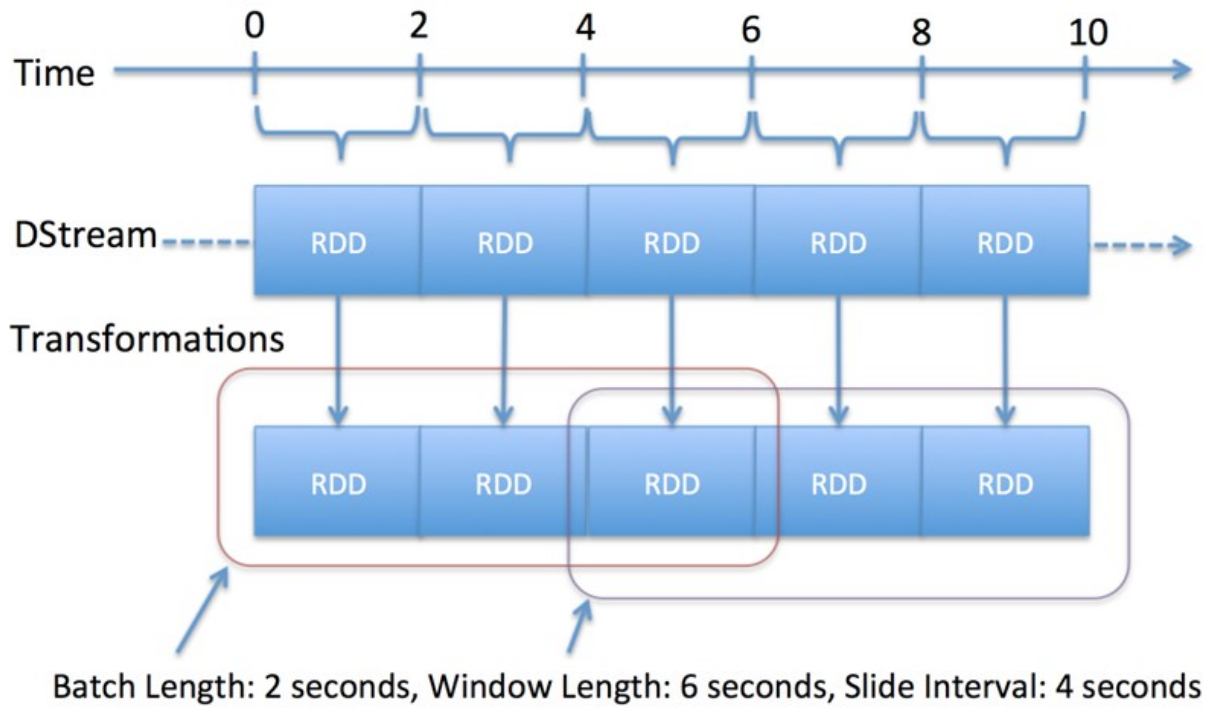 0 2 4 6 8 10
Time
DStream
RDD RDD RDD RDD RDD
Transformations
RDD RDD RDD RDD RDD
Batch Length: 2 seconds, Window Length: 6 seconds, Slide Interval: 4 seconds